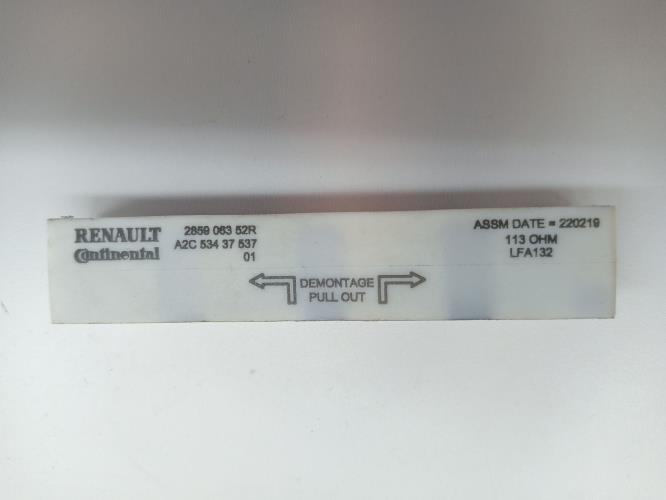 RENAULT
Continental
2859 063 52R
A2C 534 37 537
01
DEMONTAGE
PULL OUT
ASSM DATE = 220219
113 OHM
LFA132